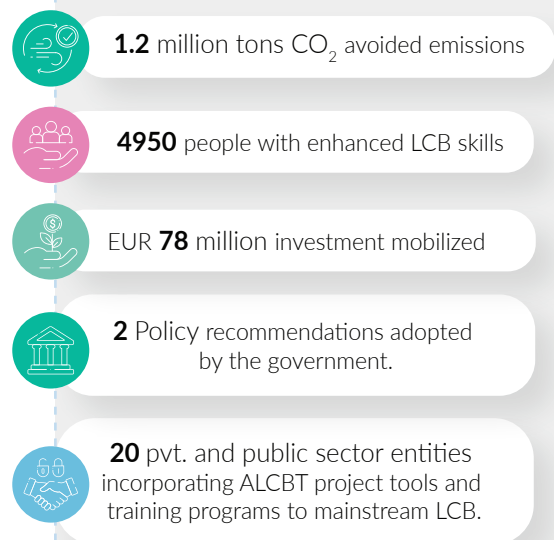 1.2 million tons CO2 avoided emissions
4950 people with enhanced LCB skills
EUR 78 million investment mobilized
2 Policy recommendations adopted
by the government.
20 pvt. and public sector entities
incorporating ALCBT project tools and
training programs to mainstream LCB.